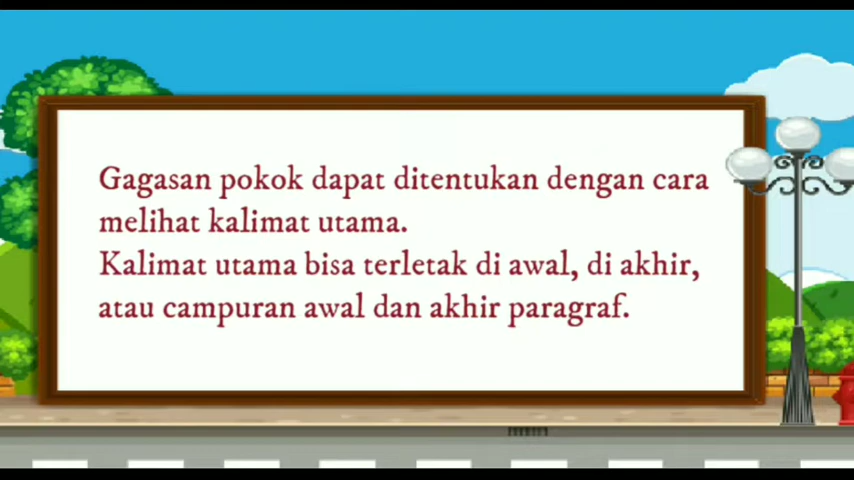 Gagasan pokok dapat ditentukan dengan cara
melihat kalimat utama.
Kalimat utama bisa terletak di awal, di akhir,
atau campuran awal dan akhir paragraf.